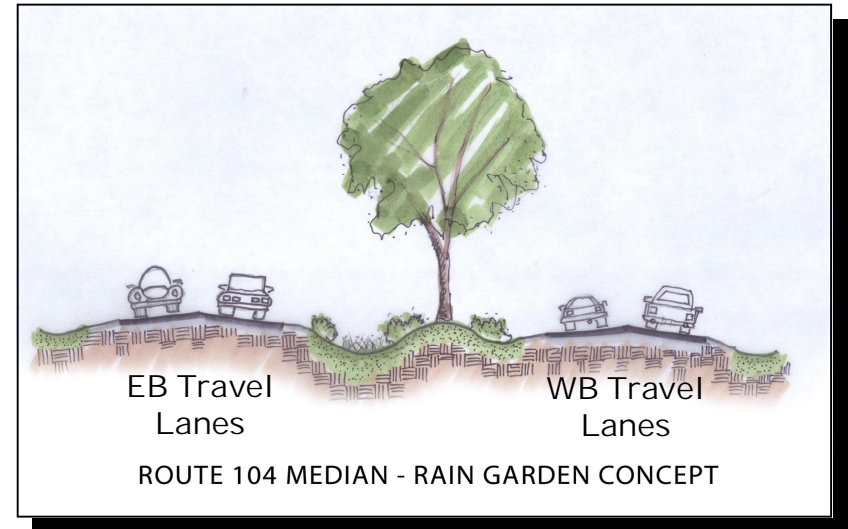 EB Travel
Lanes
WB Travel
Lanes
ROUTE 104 MEDIAN - RAIN GARDEN CONCEPT